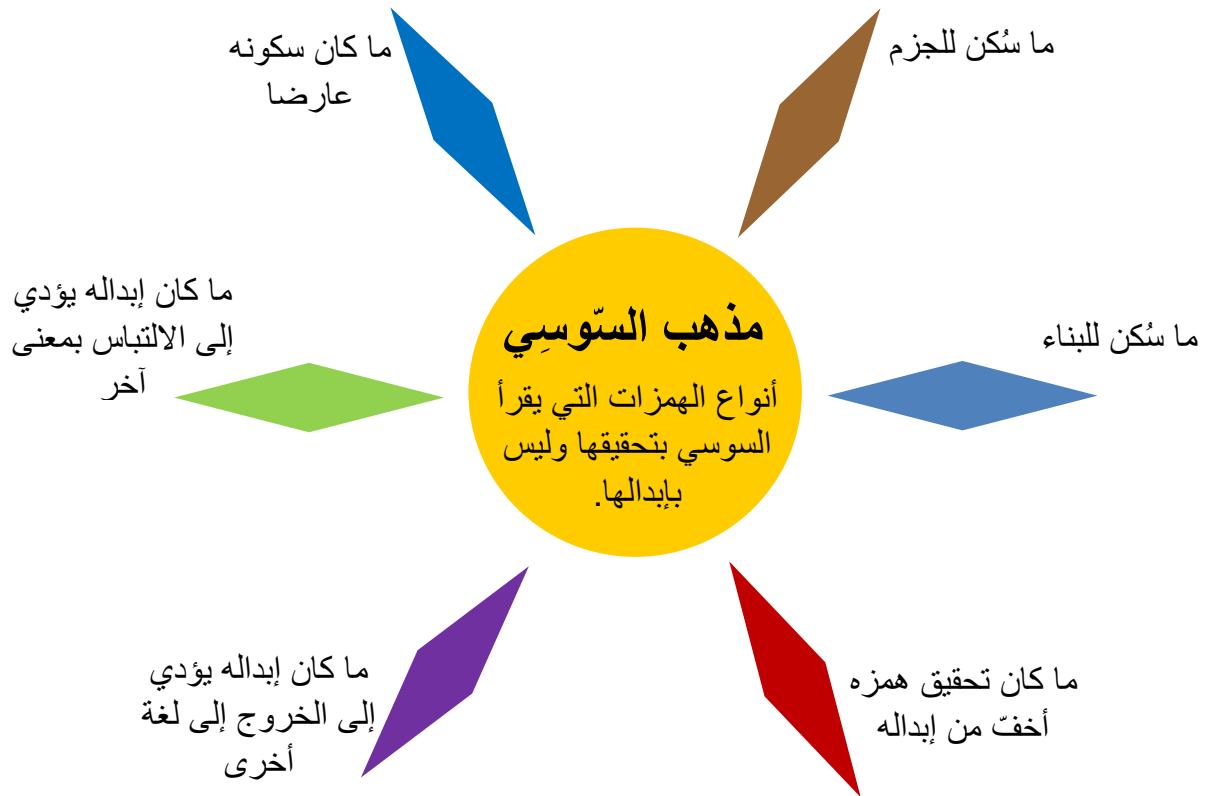 مذهب السّوسِي
أنواع الهمزات التي يقرأ
السوسي بتحقيقها وليس
بإبدالها.
ما سُكن للجزم
ما سُكن للبناء
ما كان تحقيق همزه
أخفّ من إبداله
ما كان إبداله يؤدي
إلى الخروج إلى لغة
أخرى
ما كان إبداله يؤدي
إلى الالتباس بمعنى
آخر
ما كان سكونه
عارضا